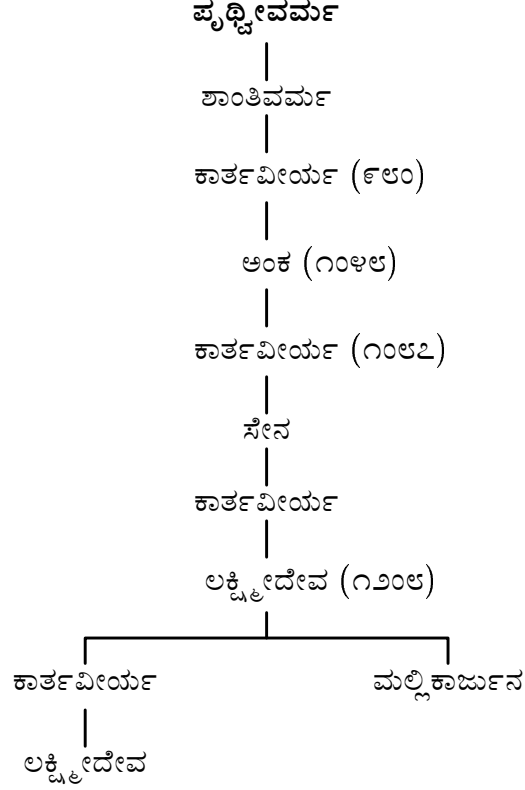 ಪೃಥ್ವೀವರ್ಮ
ಶಾಂತಿವರ್ಮ
ಕಾರ್ತವೀರ್ಯ (೯೮೦)
ಅಂಕ (೧೦೪೮)
ಕಾರ್ತವೀರ್ಯ (೧೦೮೭)
ಸೇನ
ಕಾರ್ತವೀರ್ಯ
ಲಕ್ಷ್ಮೀದೇವ (೧೨೦೮)
ಕಾರ್ತವೀರ್ಯ ಮಲ್ಲಿಕಾರ್ಜುನ
ಲಕ್ಷ್ಮೀದೇವ